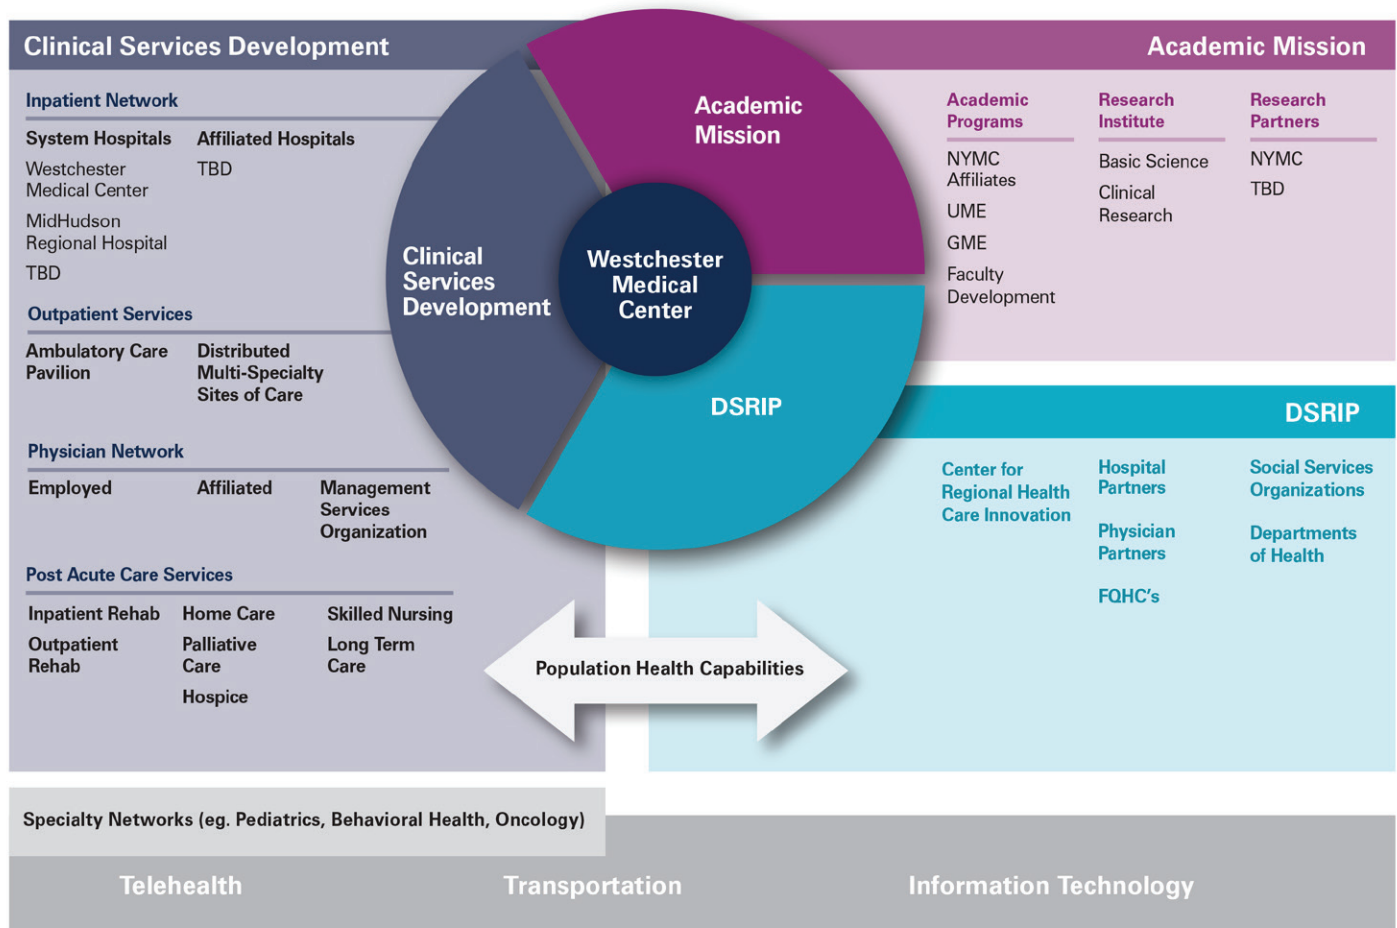 Clinical Services Development
Inpatient Network
System Hospitals
Westchester
Medical Center
MidHudson
Regional Hospital
TBD
Affiliated Hospitals
TBD
Outpatient Services
Ambulatory Care
Pavilion
Distributed
Multi-Specialty
Sites of Care
Physician Network
Employed
Affiliated
Management
Services
Organization
Post Acute Care Services
Inpatient Rehab
Outpatient
Rehab
Home Care
Palliative
Care
Hospice
Skilled Nursing
Long Term
Care
Clinical
Services
Development
Academic
Mission
Westchester
Medical
Center
DSRIP
Academic Mission
Academic
Programs
NYMC
Affiliates
UME
GME
Faculty
Development
Research
Institute
Basic Science
Clinical
Research
Research
Partners
NYMC
TBD
DSRIP
Center for
Regional Health
Care Innovation
Hospital
Partners
Physician
Partners
FQHC's
Social Services
Organizations
Departments
of Health
Population Health Capabilities
Specialty Networks (eg. Pediatrics, Behavioral Health, Oncology)
Telehealth
Transportation
Information Technology